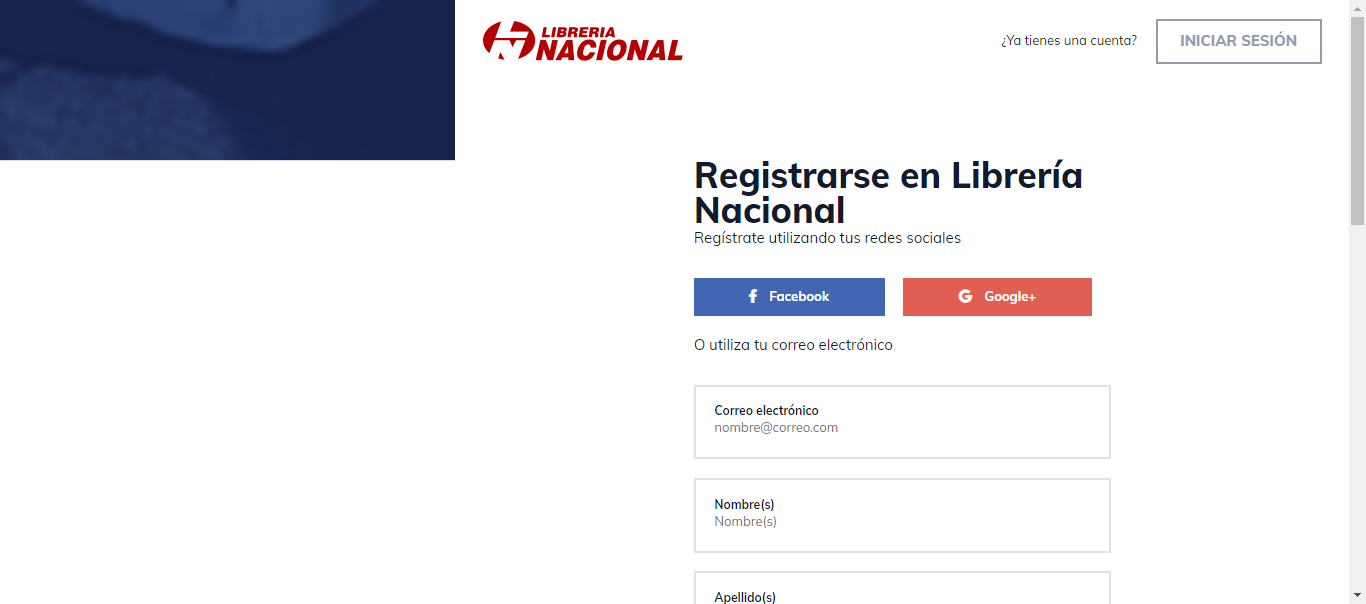 LIBRERIA
NACIONAL
¿Ya tienes una cuenta?
INICIAR SESIÓN
Registrarse en Librería
Nacional
Regístrate utilizando tus redes sociales
Facebook
Google+
O utiliza tu correo electrónico
Correo electrónico
nombre@correo.com
Nombre(s)
Nombre(s)
Apellido(s)